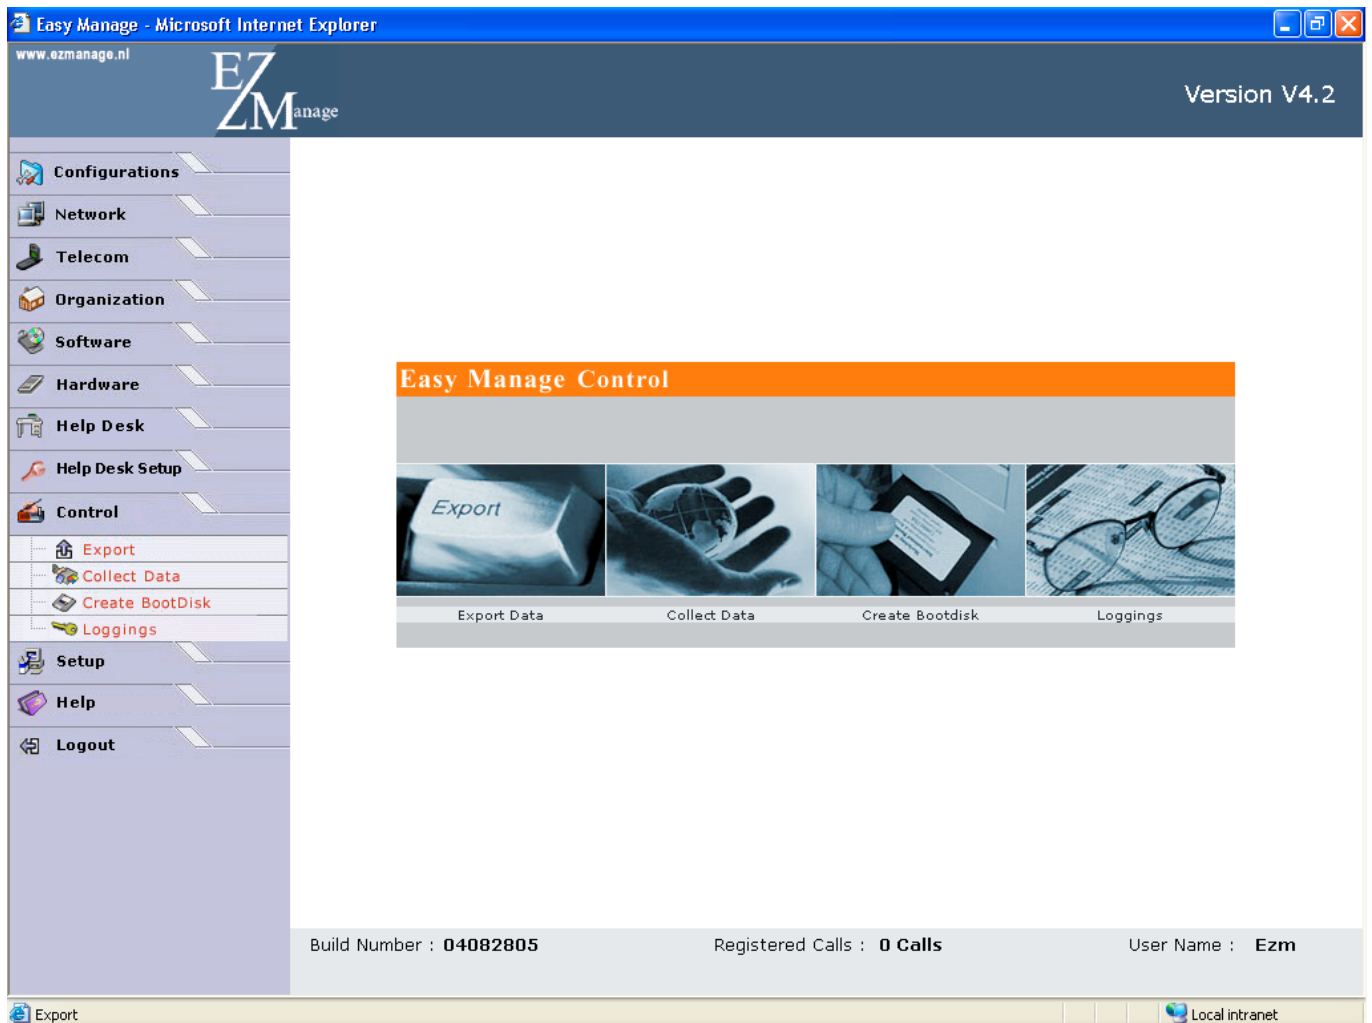 Easy Manage - Microsoft Internet Explorer
www.ezmanage.nl
EZ Manage
Version V4.2
Configurations
Network
Telecom
Organization
Software
Hardware
Help Desk
Help Desk Setup
Control
Export
Collect Data
Create BootDisk
Loggings
Setup
Help
Logout
Easy Manage Control
Export
Export Data
Collect Data
Create Bootdisk
Loggings
Build Number : 04082805
Registered Calls : 0 Calls
User Name : Ezm
Export
Local intranet